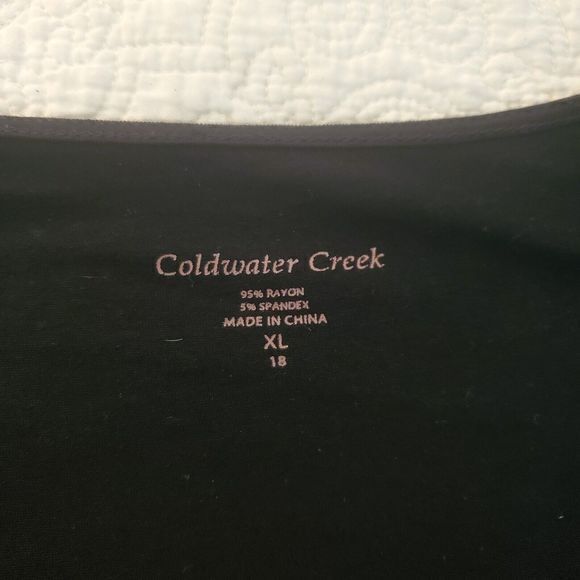 Coldwater Creek
95% RAYON
5% SPANDEX
MADE IN CHINA
XL
18